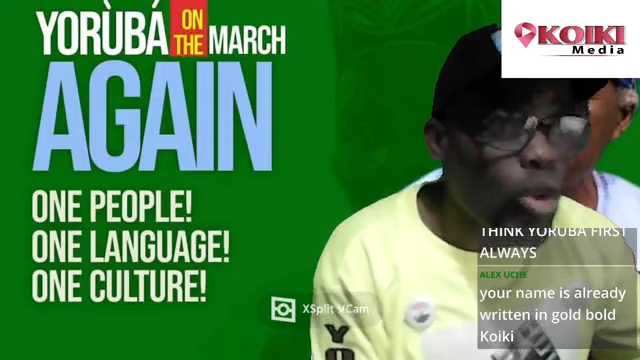 YORÙBÁ ON THE MARCH
AGAIN
ONE PEOPLE!
ONE LANGUAGE!
ONE CULTURE!
KOIKI
Media
XSplit VCam
THINK YORUBA FIRST
ALWAYS
ALEX UCHE
your name is already
written in gold bold
Koiki